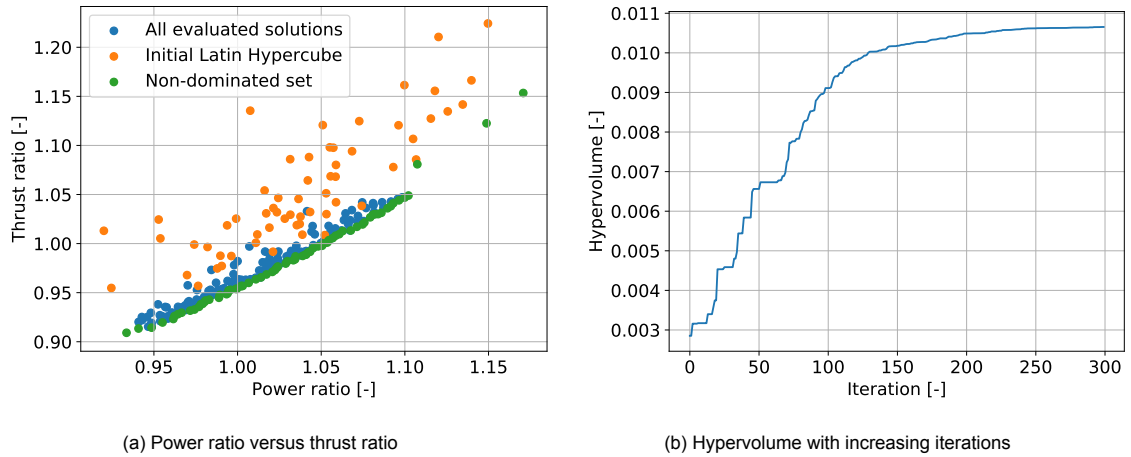 All evaluated solutions
Initial Latin Hypercube
Non-dominated set
Thrust ratio [-]
1.20
1.15
1.10
1.05
1.00
0.95
0.90
0.95 1.00 1.05 1.10 1.15
Power ratio [-]
(a) Power ratio versus thrust ratio
Hypervolume [-]
0.011
0.010
0.009
0.008
0.007
0.006
0.005
0.004
0.003
0 50 100 150 200 250 300
Iteration [-]
(b) Hypervolume with increasing iterations